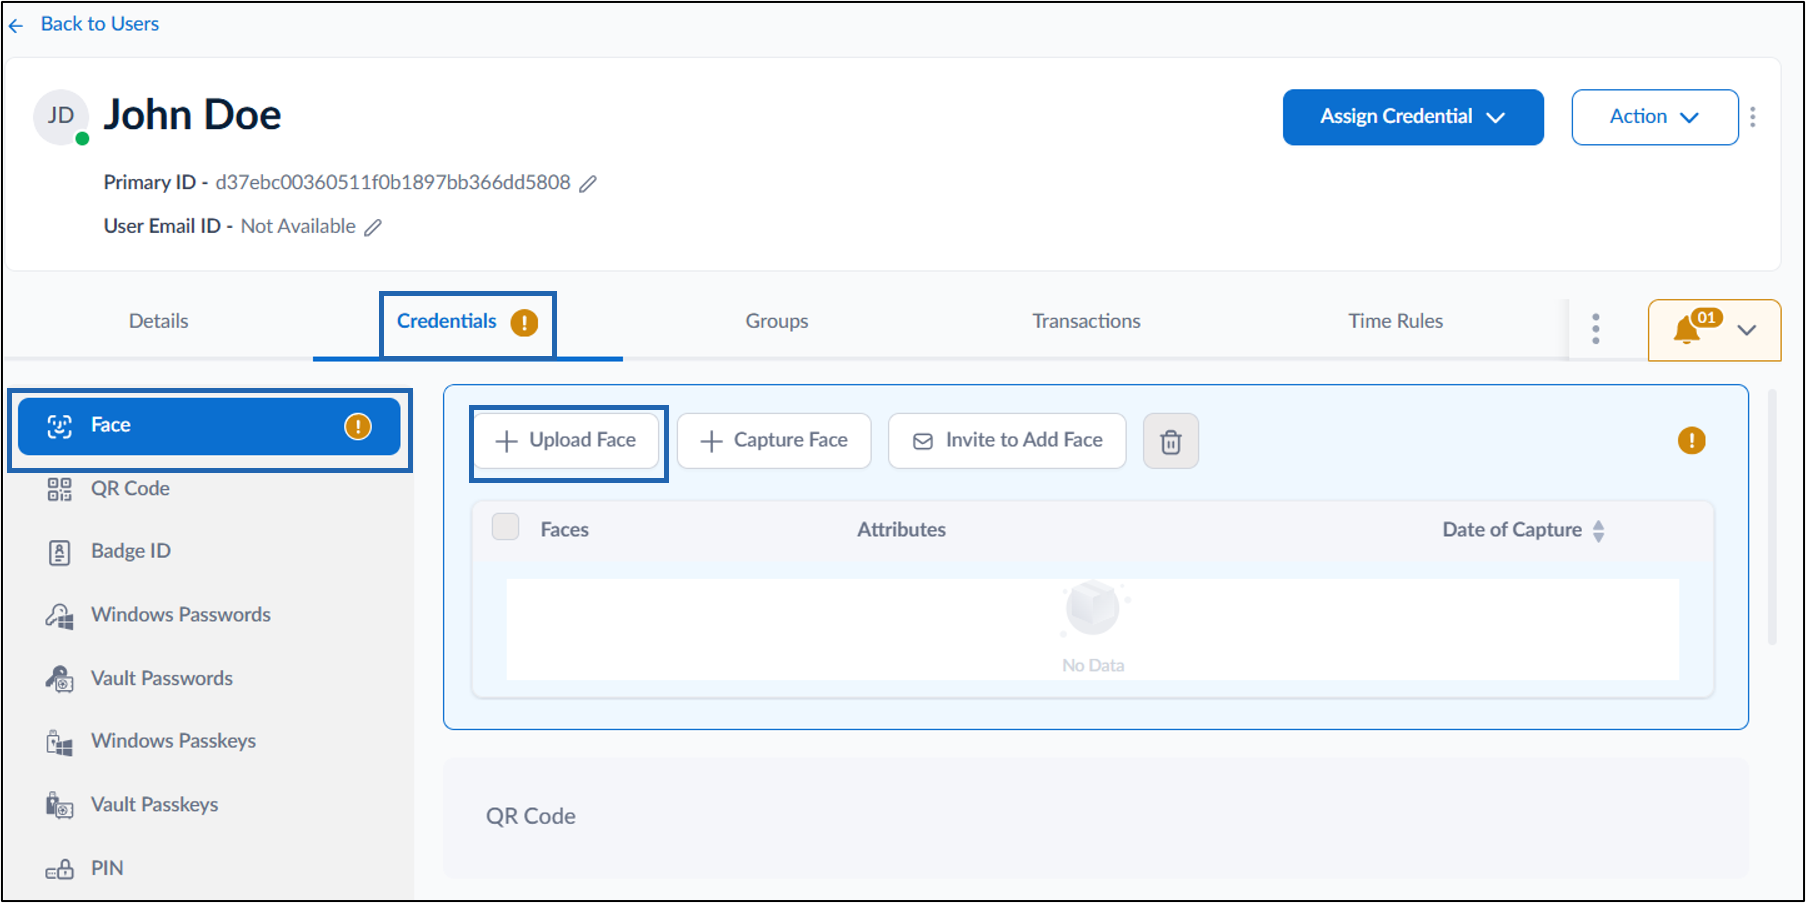 Back to Users
JD
John Doe
Assign Credential
Action
Primary ID - d37ebc00360511f0b1897bb366dd5808
User Email ID - Not Available
Details
Credentials !
Groups
Transactions
Time Rules
01
Face !
QR Code
Badge ID
Windows Passwords
Vault Passwords
Windows Passkeys
Vault Passkeys
PIN
+ Upload Face
+ Capture Face
Invite to Add Face
!
Faces
Attributes
Date of Capture
No Data
QR Code